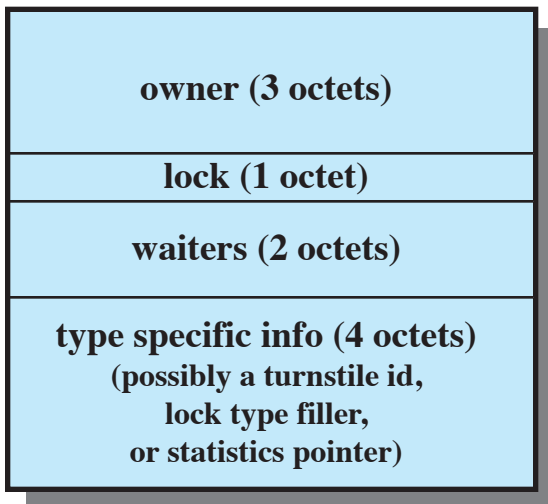 owner (3 octets)
lock (1 octet)
waiters (2 octets)
type specific info (4 octets)
(possibly a turnstile id,
lock type filler,
or statistics pointer)